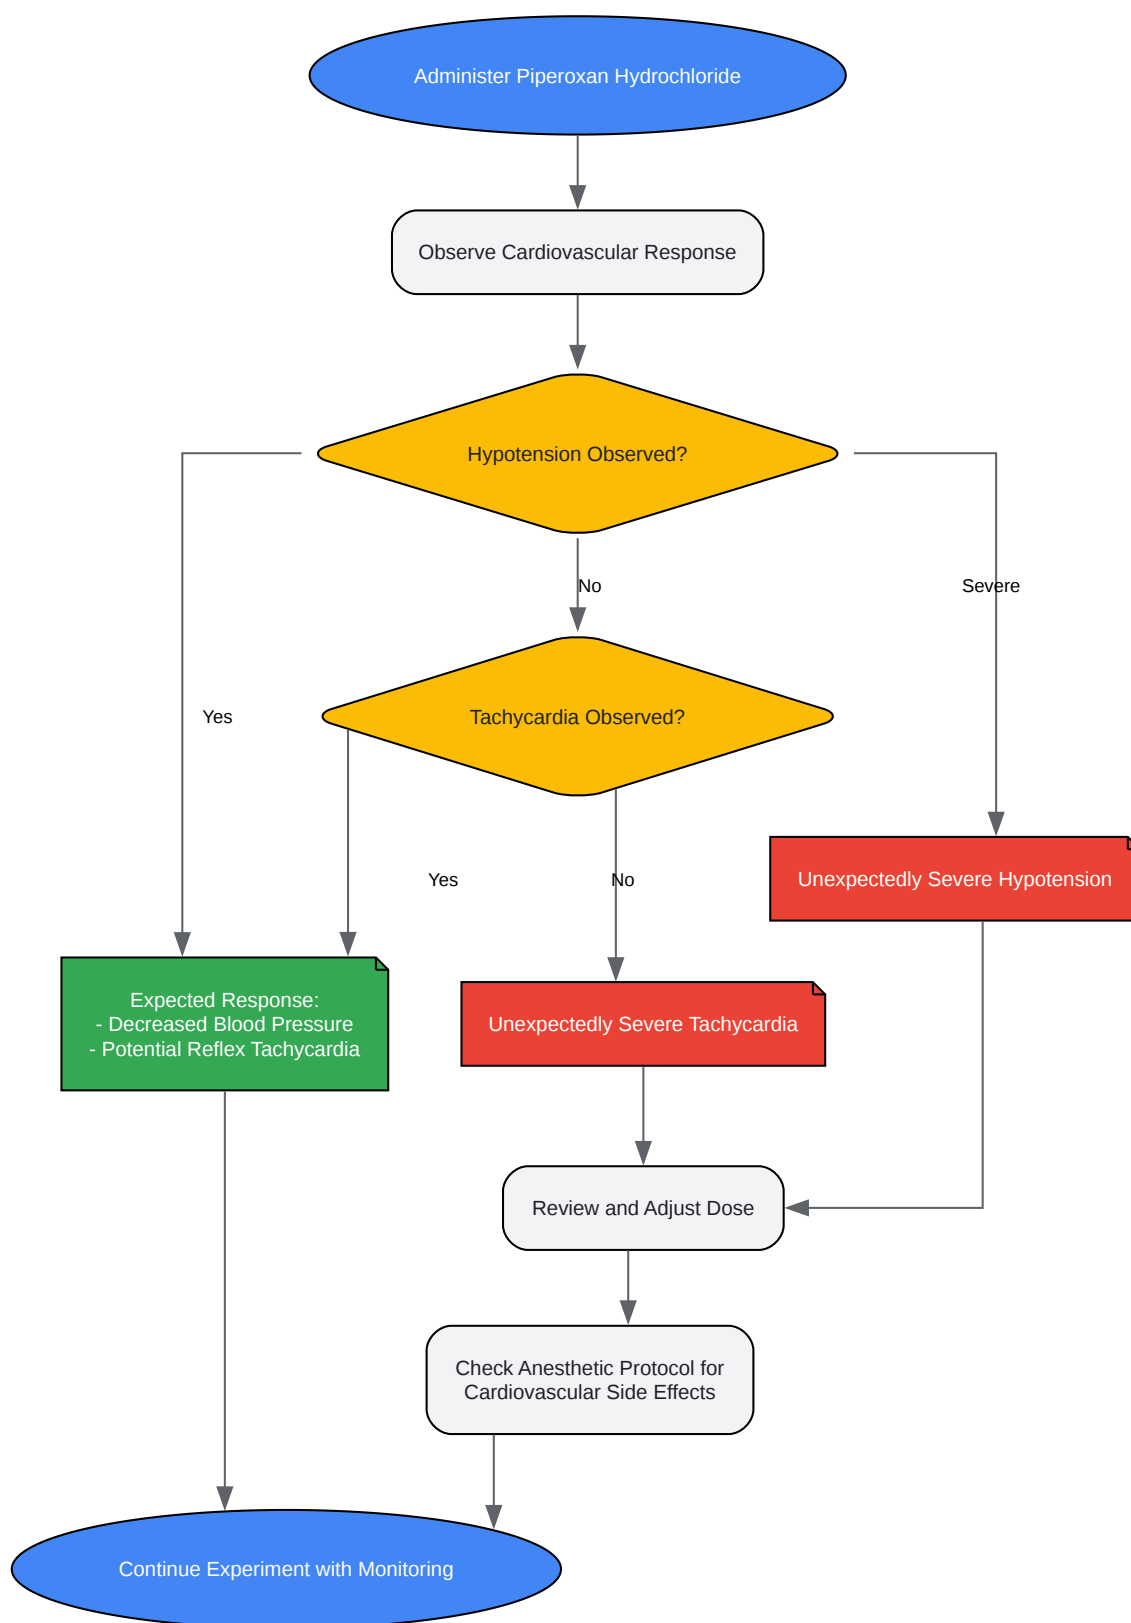 Administer Piperoxan Hydrochloride
Observe Cardiovascular Response
Hypotension Observed?
No
Severe
Yes
Tachycardia Observed?
Yes
No
Unexpectedly Severe Hypotension
Expected Response:
- Decreased Blood Pressure
- Potential Reflex Tachycardia
Unexpectedly Severe Tachycardia
Review and Adjust Dose
Check Anesthetic Protocol for
Cardiovascular Side Effects
Continue Experiment with Monitoring